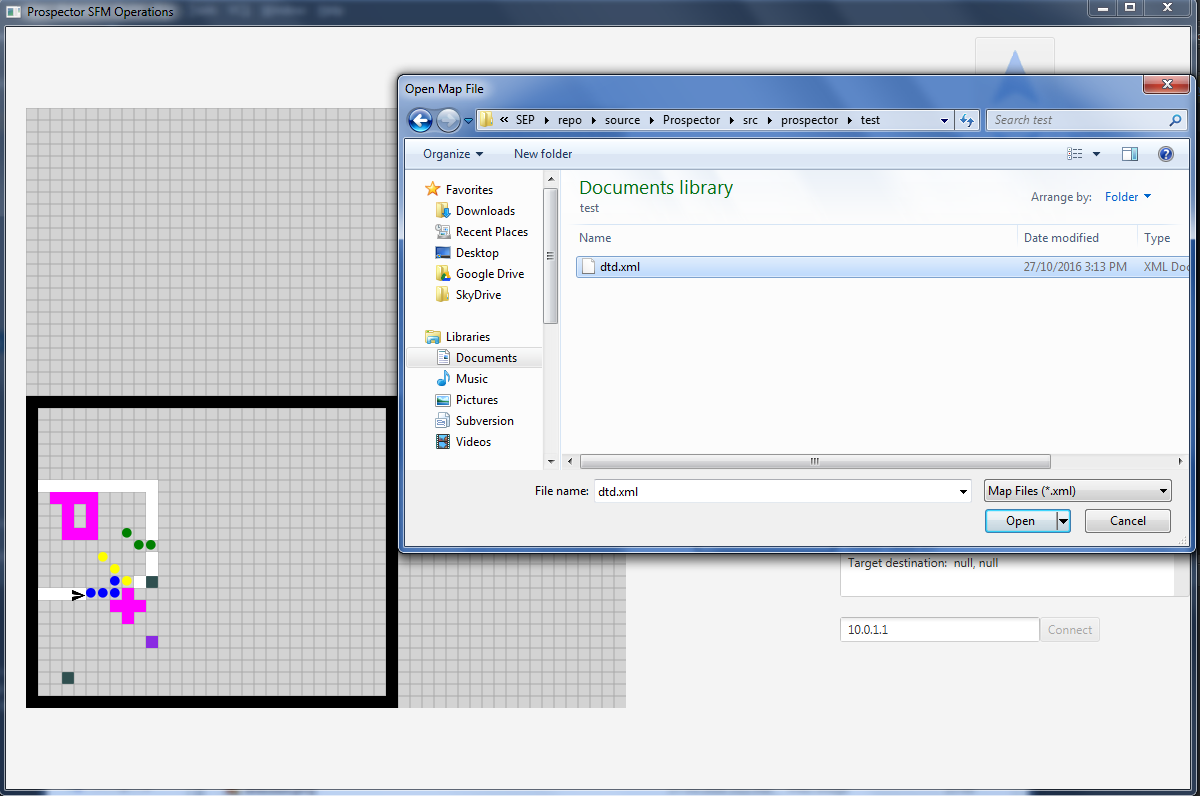 Prospector SFM Operations
Open Map File
« SEP repo source Prospector src prospector test
Search test
Organize New folder
Favorites
Downloads
Recent Places
Desktop
Google Drive
SkyDrive
Libraries
Documents
Music
Pictures
Subversion
Videos
Documents library
test
Arrange by: Folder
Name Date modified Type
dtd.xml 27/10/2016 3:13 PM XML Doc
File name: dtd.xml Map Files (*.xml)
Open Cancel
Target destination: null, null
10.0.1.1 Connect